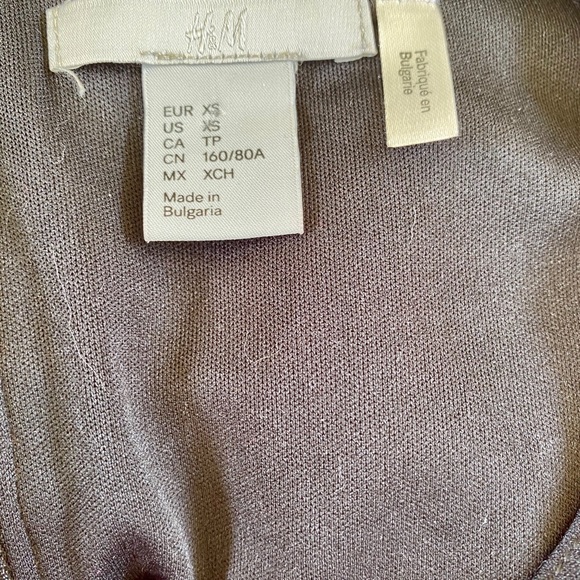 H&M
EUR XS
US XS
CA TP
CN 160/80A
MX XCH
Made in
Bulgaria
Fabriqué en
Bulgarie